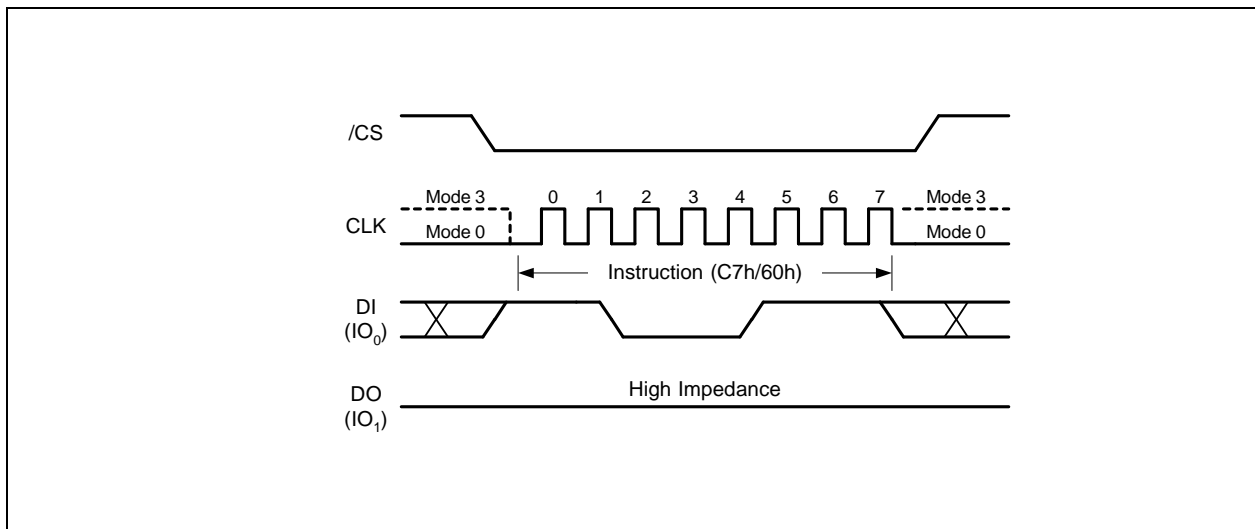 /CS
Mode 3 0 1 2 3 4 5 6 7 Mode 3
CLK
Mode 0 Mode 0
Instruction (C7h/60h)
DI
(IO0)
High Impedance
DO
(IO1)